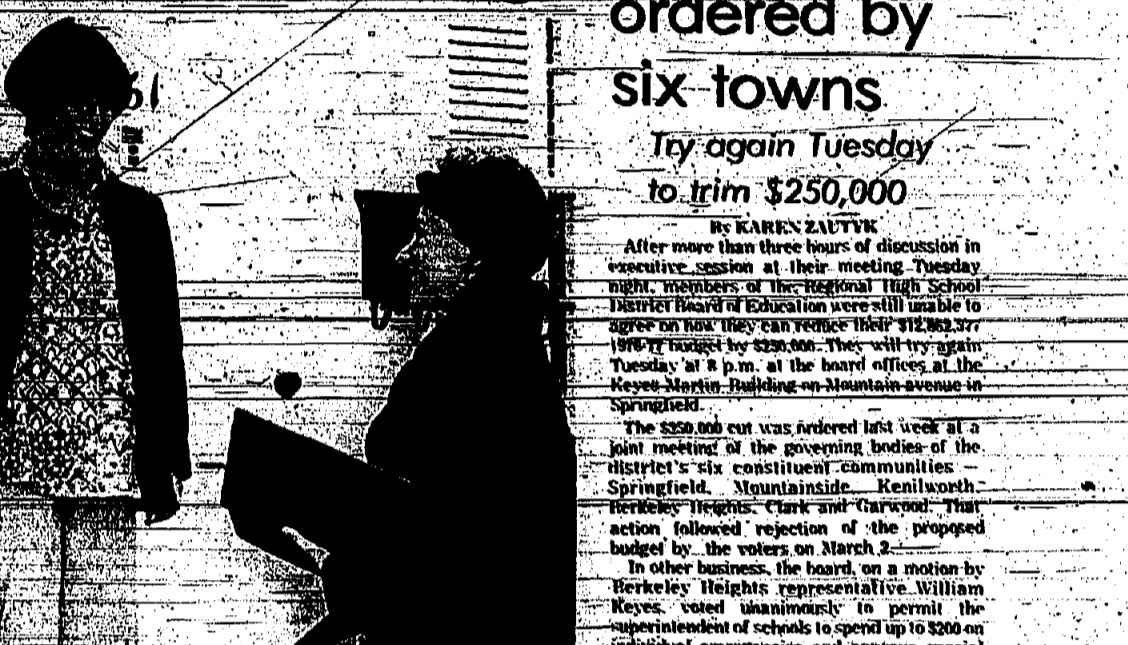 ordered by
six towns
Try again Tuesday
to trim $250,000
By KAREN ZAUTYK
After more than three hours of discussion in
executive session at their meeting Tuesday
night, members of the Regional High School
District Board of Education were still unable to
agree on how they can reduce their $12,862,377
1976-77 budget by $250,000. They will try again
Tuesday at 8 p.m. at the board offices at the
Keyes-Martin Building on Mountain avenue in
Springfield.
The $250,000 cut was ordered last week at a
joint meeting of the governing bodies of the
district's six constituent communities —
Springfield, Mountainside, Kenilworth,
Berkeley Heights, Clark and Garwood. That
action followed rejection of the proposed
budget by the voters on March 2.
In other business, the board, on a motion by
Berkeley Heights representative William
Keyes, voted unanimously to permit the
superintendent of schools to spend up to $200 on